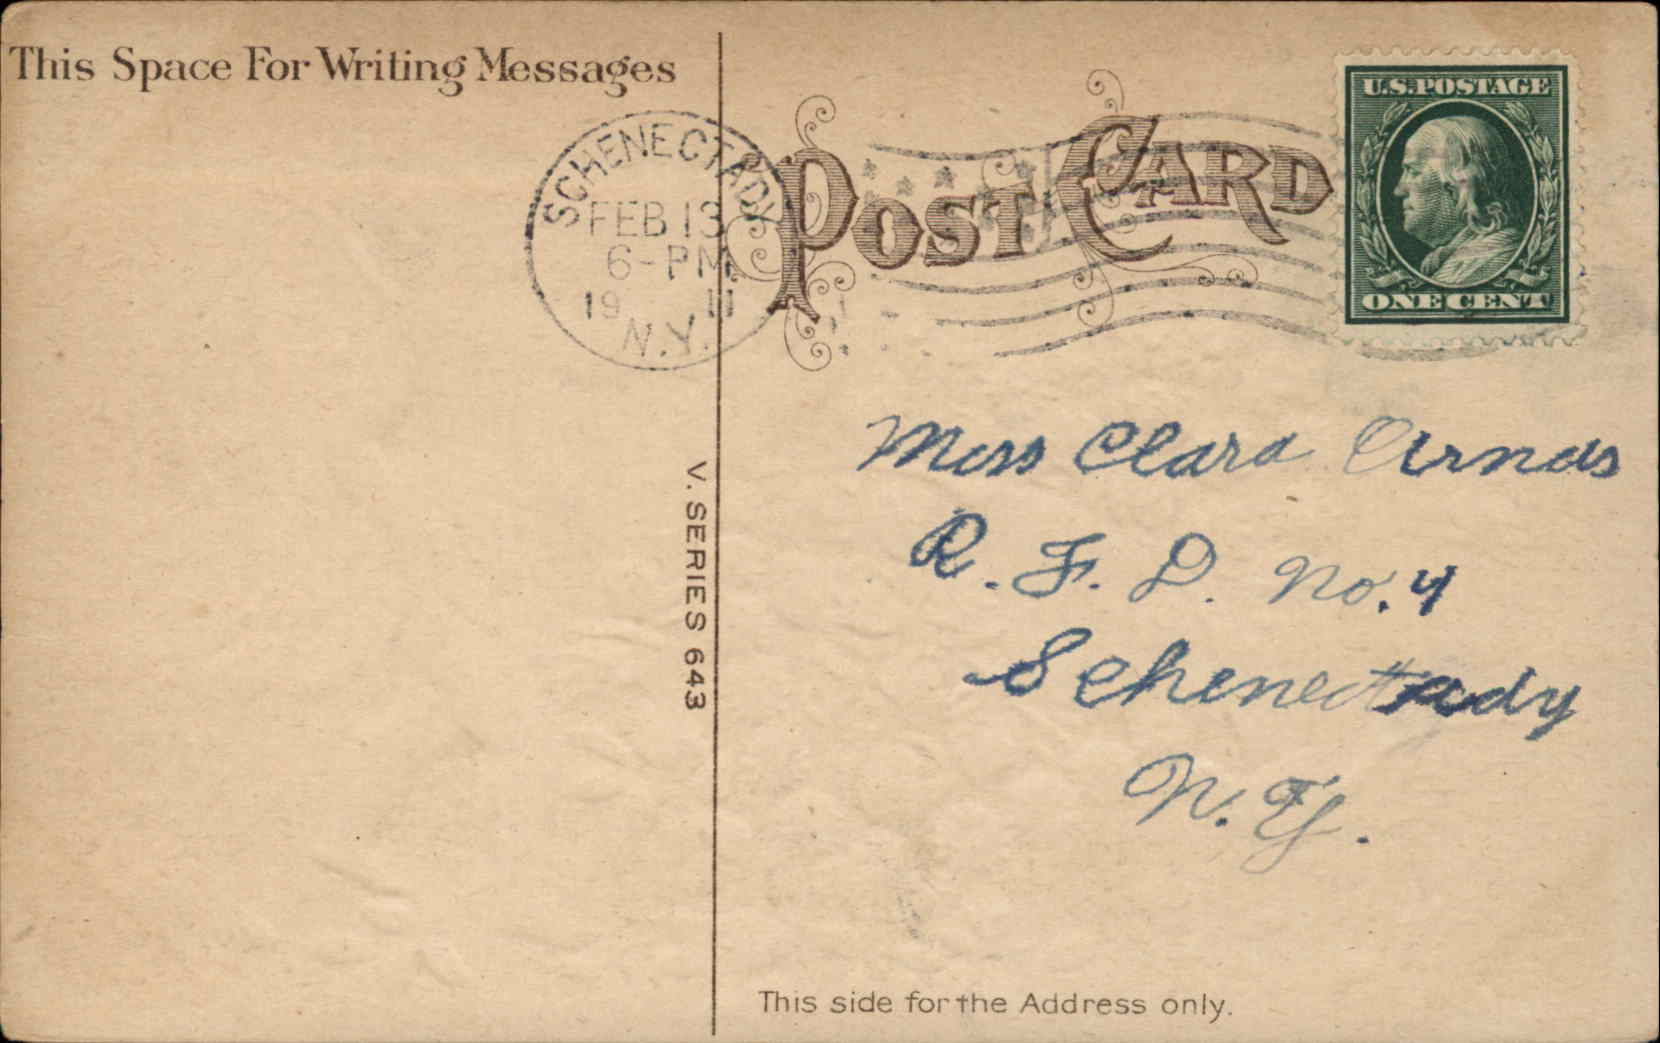 This Space For Writing Messages
POST CARD
U.S. POSTAGE
ONE CENT
SCHENECTADY
FEB 13
6-PM
19 11
N.Y.
V. SERIES 643
Miss Clara
R. F. D. No. 4
Schenectady
N. Y.
This side for the Address only.